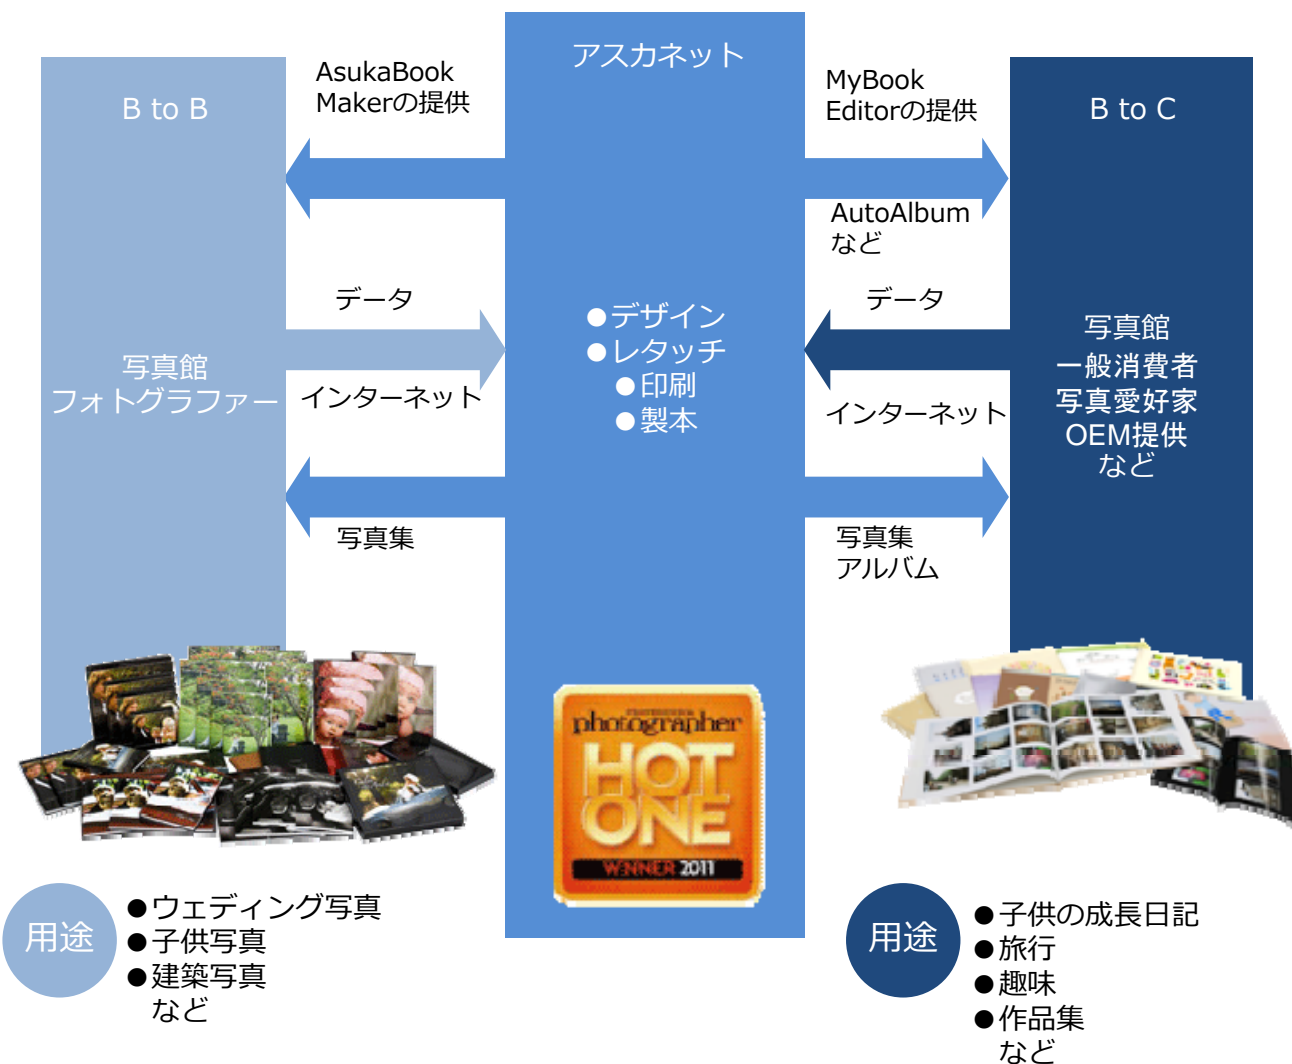 アスカネット
B to B
AsukaBook
Makerの提供
MyBook
Editorの提供
B to C
AutoAlbum
など
データ
インターネット
データ
インターネット
写真館
フォトグラファー
●デザイン
●レタッチ
●印刷
●製本
写真館
一般消費者
写真愛好家
OEM提供
など
写真集
写真集
アルバム
photographer
HOT
ONE
WINNER 2011
用途
●ウェディング写真
●子供写真
●建築写真
など
用途
●子供の成長日記
●旅行
●趣味
●作品集
など